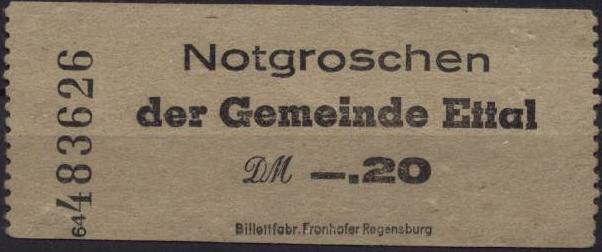 Notgroschen
der Gemeinde Ettal
DM —.20
Billettfabr. Fronhofer Regensburg
64483626